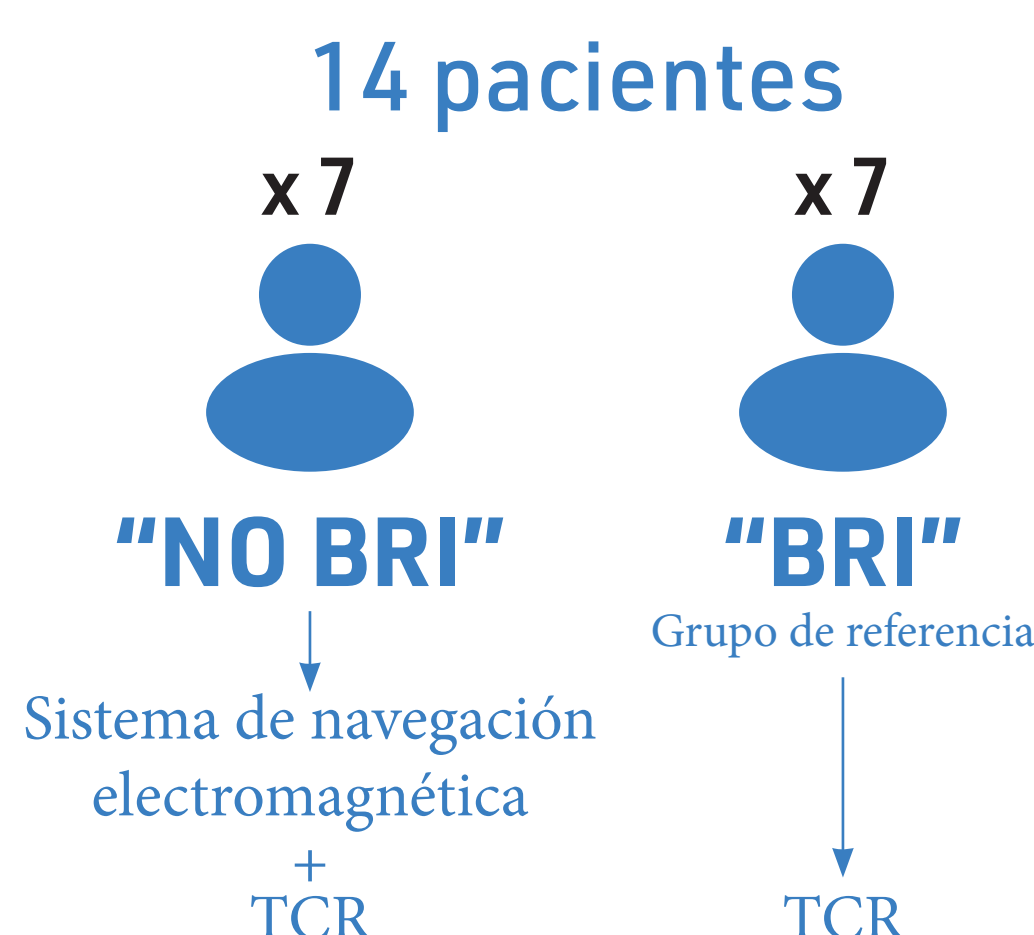 14 pacientes
x 7
x 7
"NO BRI"
"BRI"
Grupo de referencia
Sistema de navegación
electromagnética
+
TCR
TCR